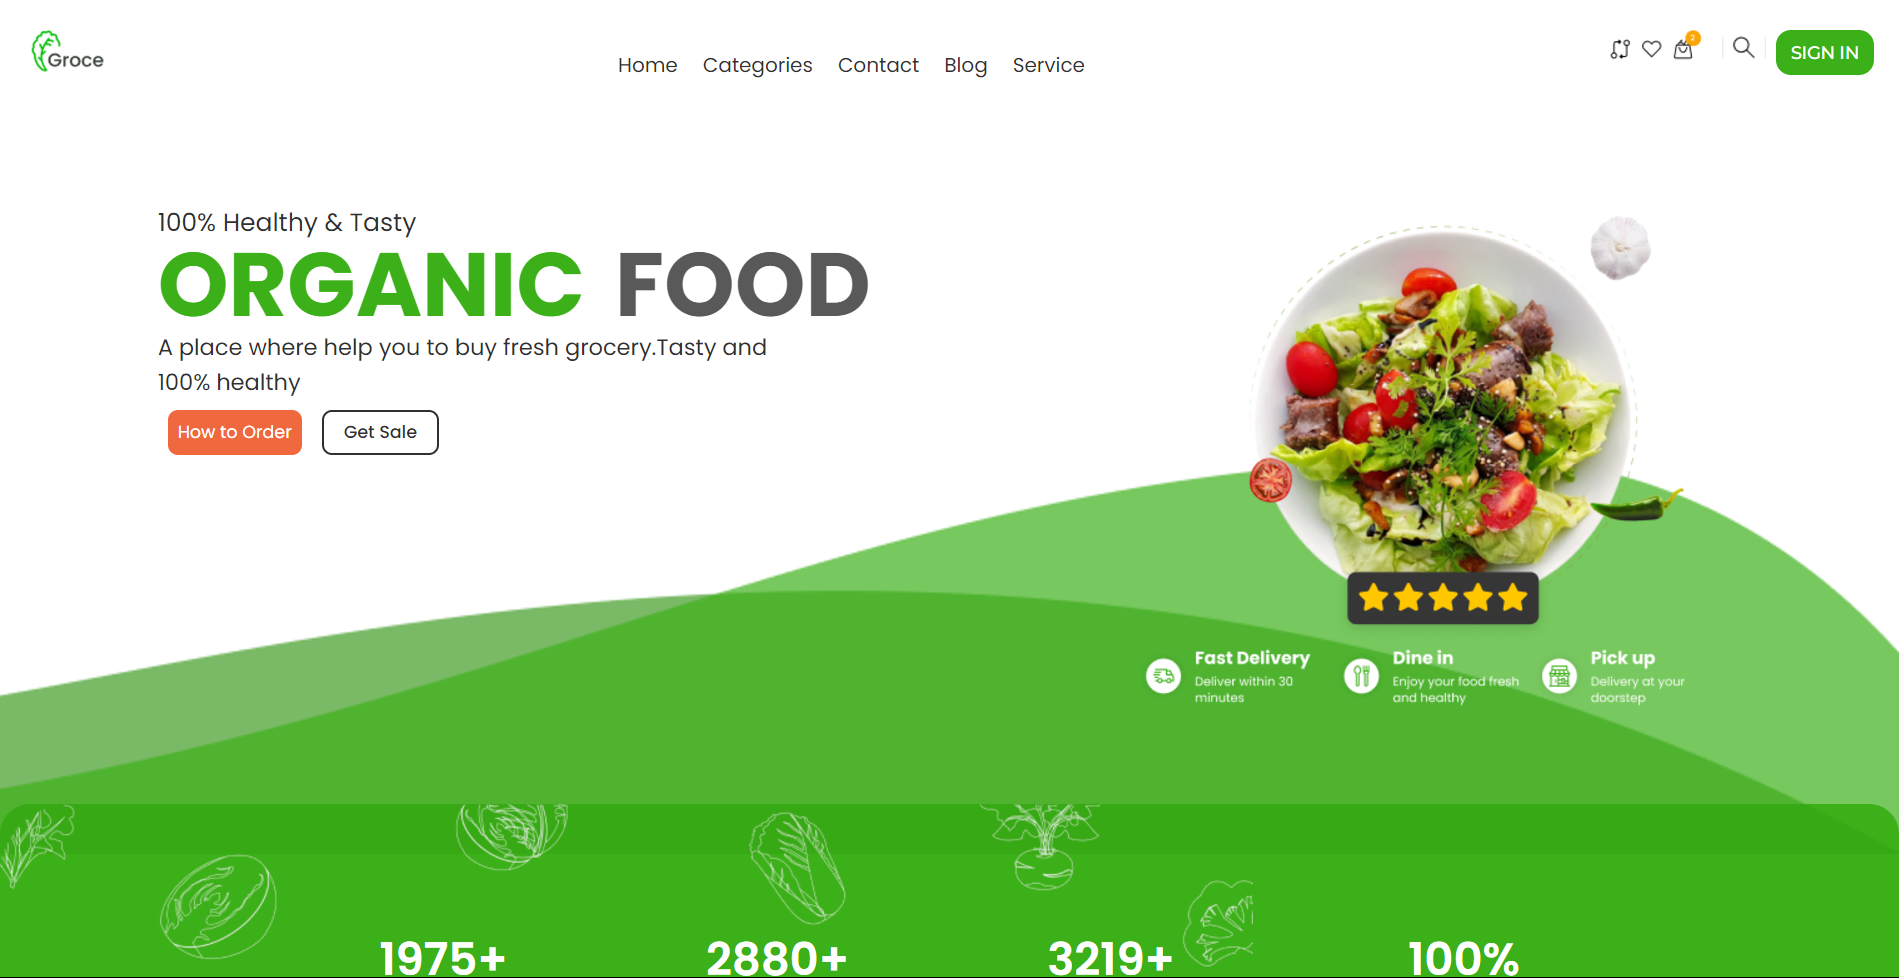 Groce
Home Categories Contact Blog Service
2
SIGN IN
100% Healthy & Tasty
ORGANIC FOOD
A place where help you to buy fresh grocery.Tasty and
100% healthy
How to Order
Get Sale
Fast Delivery
Deliver within 30
minutes
Dine in
Enjoy your food fresh
and healthy
Pick up
Delivery at your
doorstep
1975+
2880+
3219+
100%